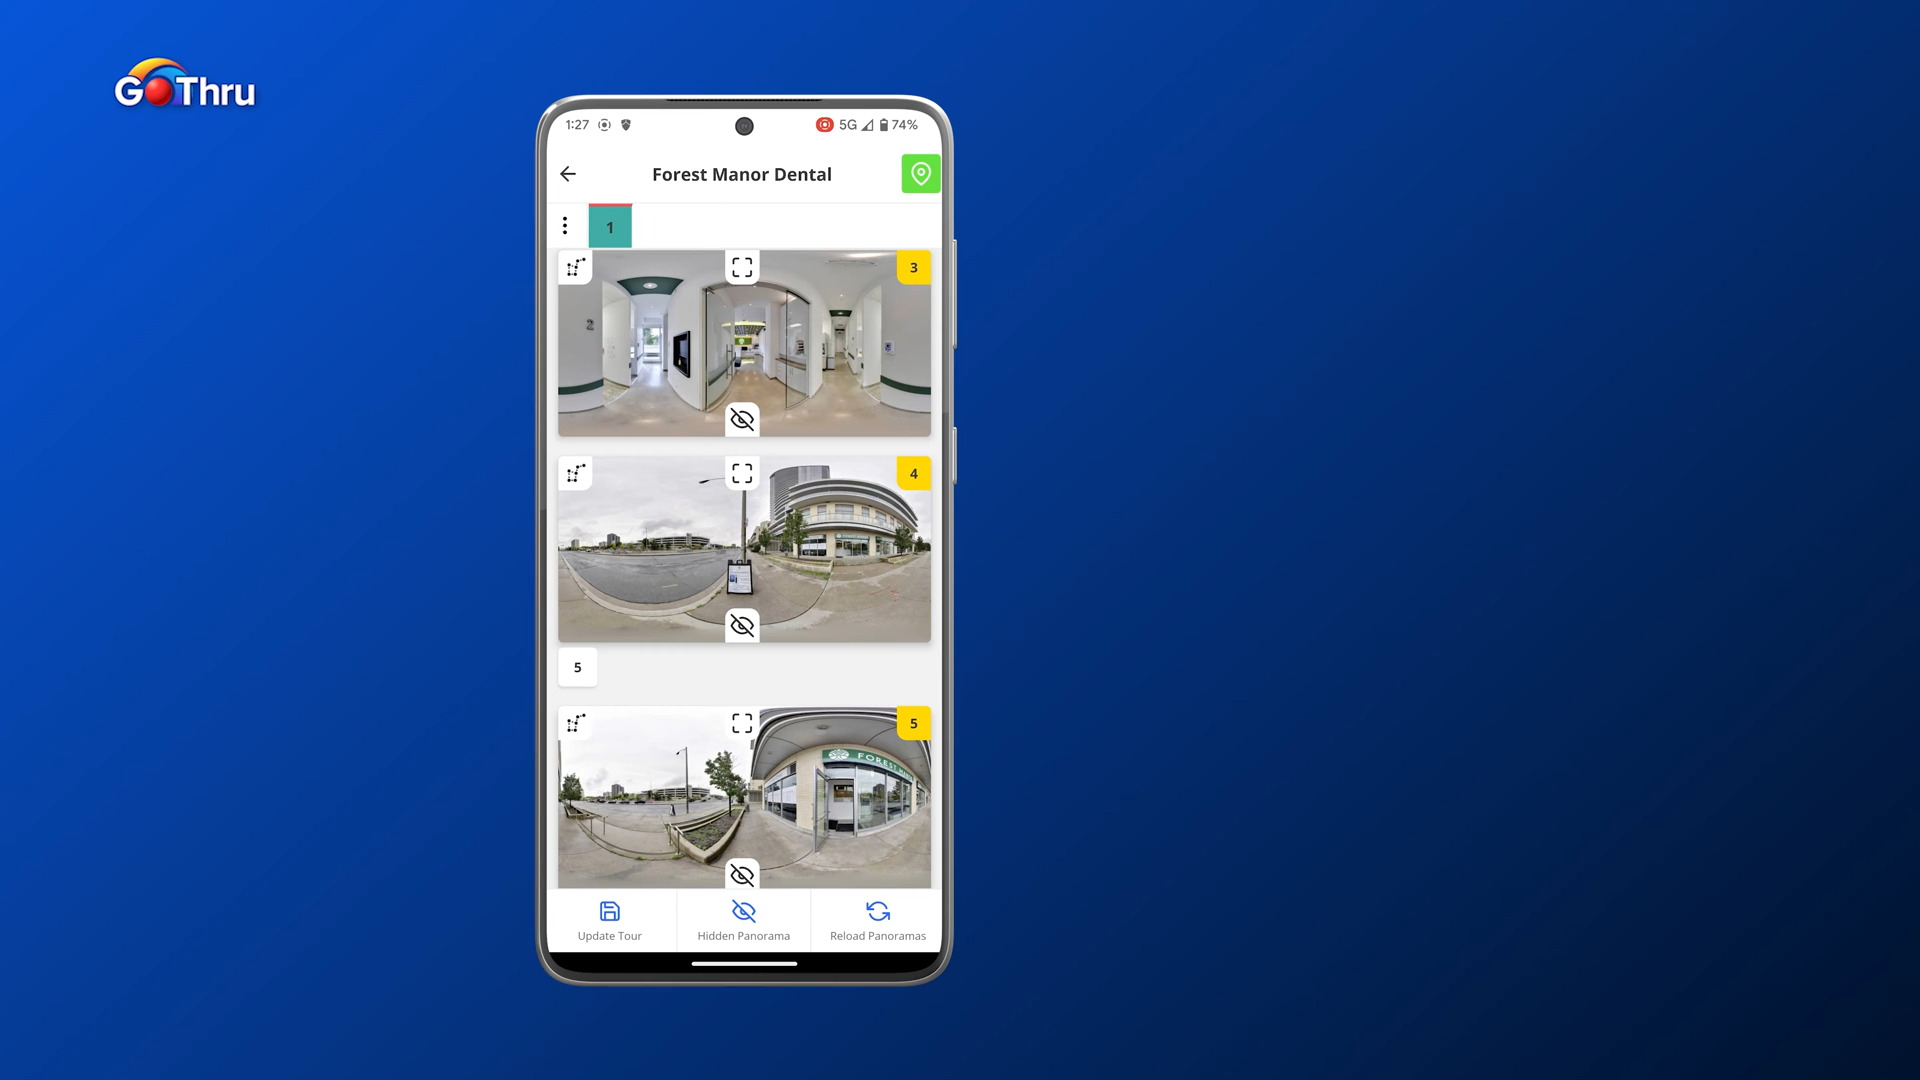 GoThru
1:27
5G
74%
Forest Manor Dental
1
3
2
4
5
5
FOREST MANOR
Update Tour
Hidden Panorama
Reload Panoramas